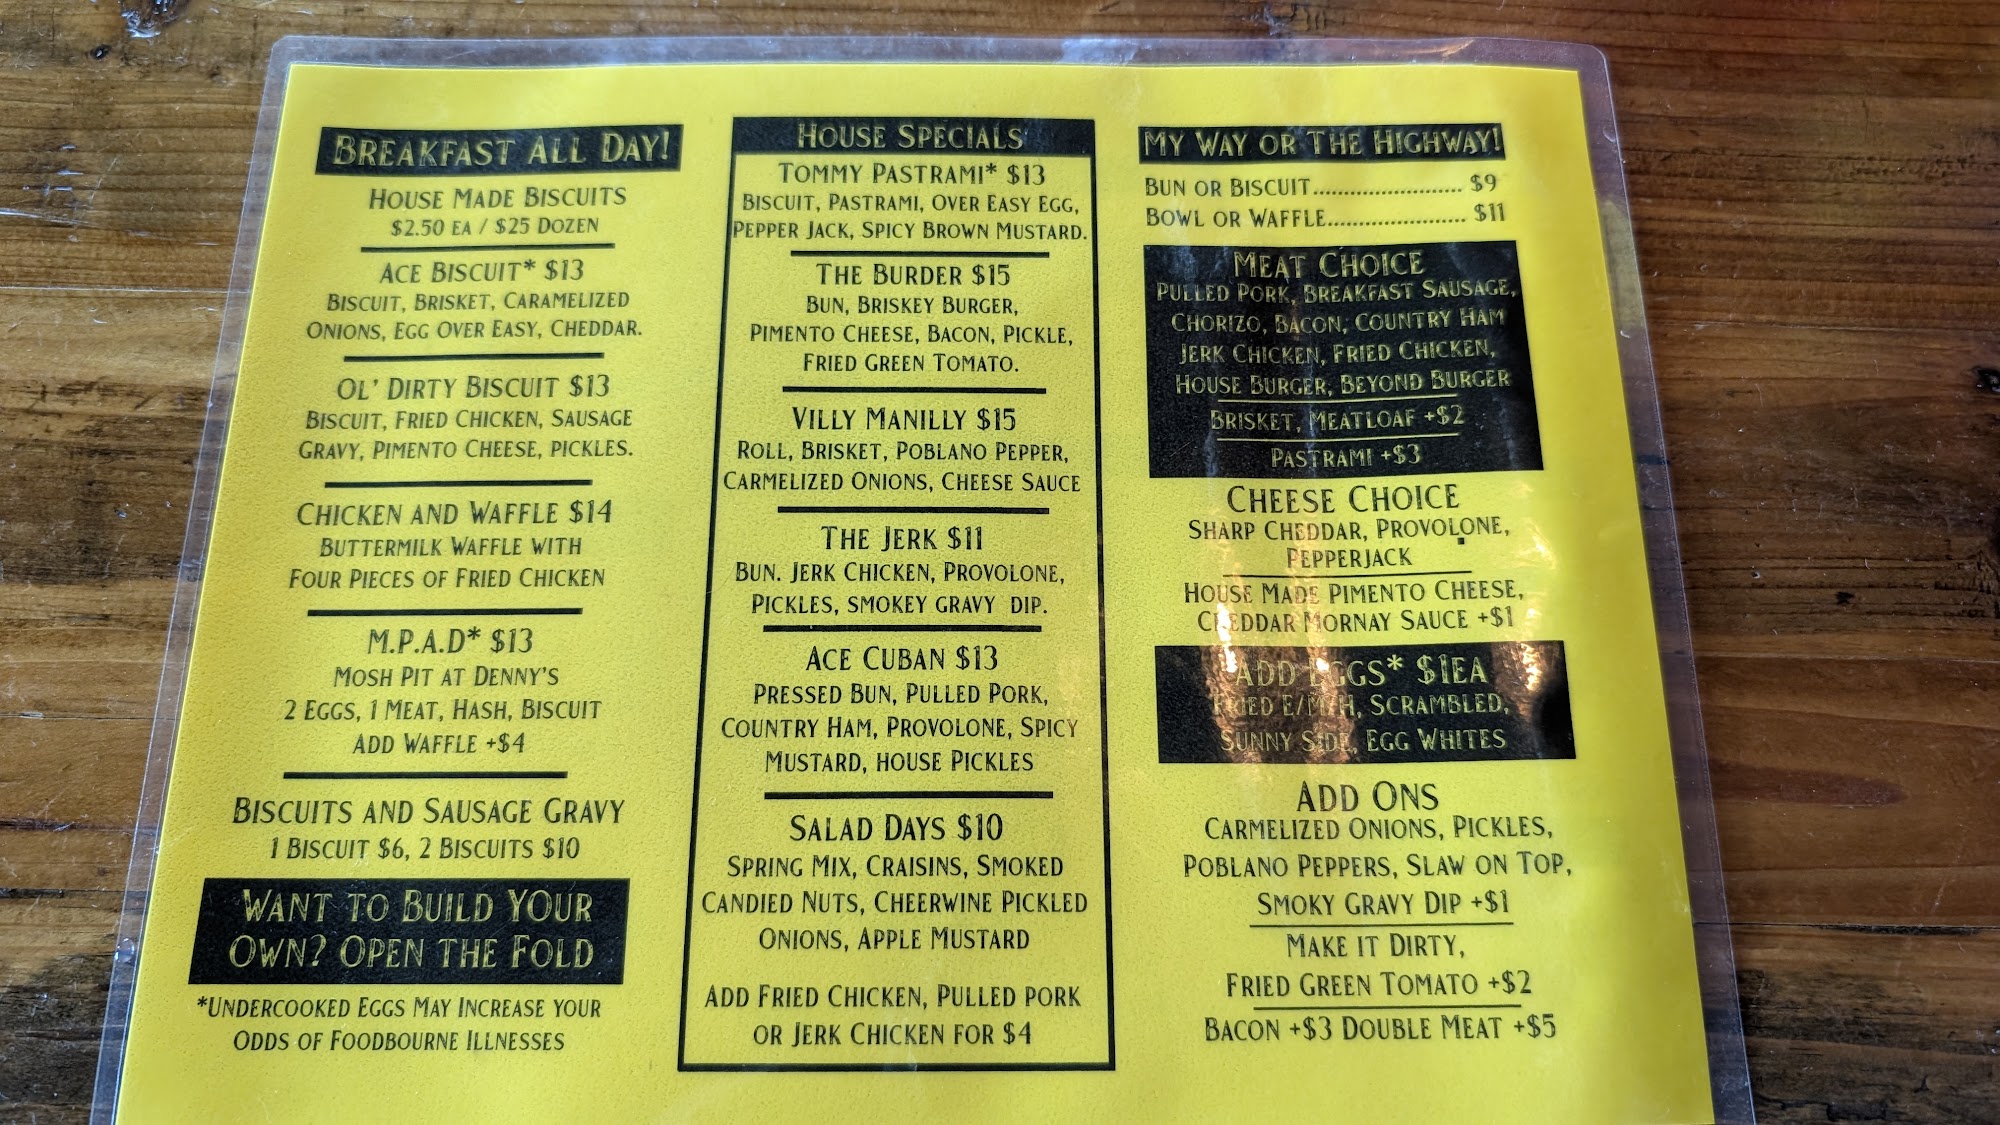 Breakfast All Day!
House Made Biscuits
$2.50 ea / $25 Dozen
Ace Biscuit* $13
Biscuit, Brisket, Caramelized
Onions, Egg Over Easy, Cheddar.
Ol' Dirty Biscuit $13
Biscuit, Fried Chicken, Sausage
Gravy, Pimento Cheese, pickles.
Chicken and Waffle $14
Buttermilk Waffle with
Four Pieces of Fried Chicken
M.P.A.D* $13
Mosh Pit at Denny's
2 Eggs, 1 Meat, Hash, Biscuit
Add Waffle +$4
Biscuits and Sausage Gravy
1 Biscuit $6, 2 Biscuits $10
Want to Build YOur
Own? Open the Fold
*Undercooked Eggs May Increase your
Odds of Foodbourne Illnesses
House Specials
Tommy Pastrami* $13
Biscuit, Pastrami, Over Easy Egg,
Pepper Jack, Spicy Brown Mustard.
The Burder $15
Bun, Briskey Burger,
Pimento Cheese, Bacon, Pickle,
Fried Green Tomato.
Villy Manilly $15
Roll, Brisket, Poblano Pepper,
Carmelized Onions, Cheese Sauce
The Jerk $11
Bun. Jerk Chicken, Provolone,
Pickles, smokey gravy dip.
Ace Cuban $13
Pressed Bun, Pulled Pork,
Country Ham, Provolone, Spicy
Mustard, house Pickles
Salad Days $10
Spring Mix, Craisins, Smoked
Candied Nuts, Cheerwine Pickled
Onions, Apple Mustard
Add Fried Chicken, Pulled pork
or Jerk Chicken for $4
My Way or The Highway!
Bun or Biscuit........................ $9
Bowl or Waffle...................... $11
Meat Choice
Pulled Pork, Breakfast Sausage,
Chorizo, Bacon, Country Ham
Jerk Chicken, Fried Chicken,
House Burger, Beyond Burger
Brisket, Meatloaf +$2
Pastrami +$3
Cheese Choice
Sharp Cheddar, Provolone,
Pepperjack
House Made Pimento Cheese,
Cheddar Mornay Sauce +$1
Add Eggs* $1ea
Fried E/M/H, Scrambled,
Sunny Side, Egg Whites
Add Ons
Carmelized Onions, Pickles,
Poblano Peppers, Slaw on Top,
Smoky Gravy Dip +$1
Make it Dirty,
Fried Green Tomato +$2
Bacon +$3 Double Meat +$5